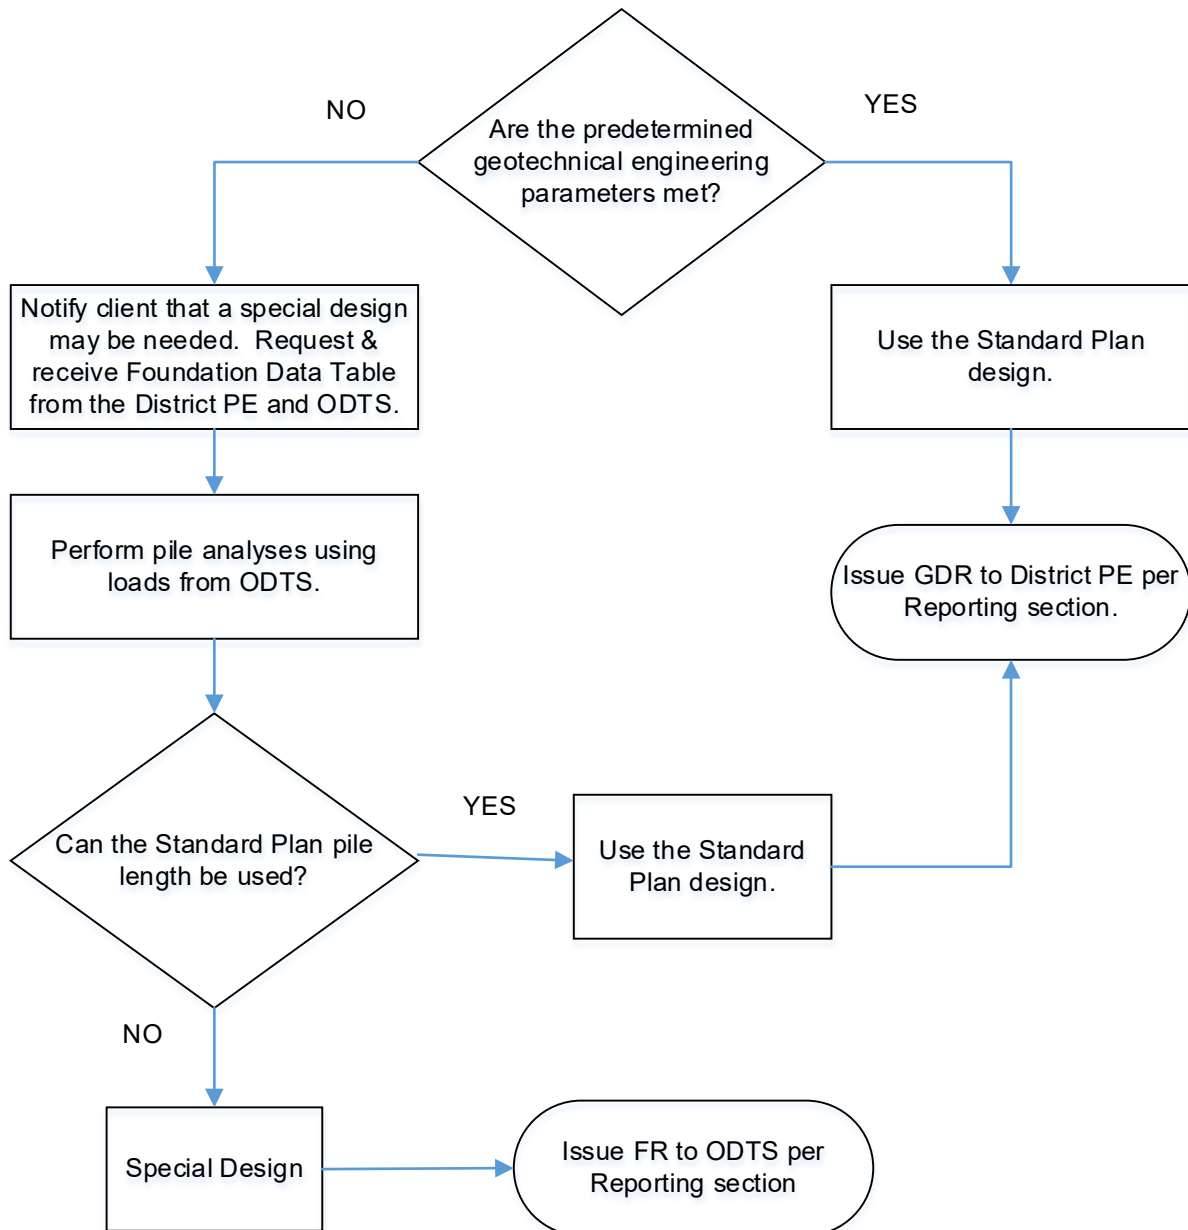 NO
YES
Are the predetermined
geotechnical engineering
parameters met?
Notify client that a special design
may be needed.  Request &
receive Foundation Data Table
from the District PE and ODTS.
Use the Standard Plan
design.
Perform pile analyses using
loads from ODTS.
Issue GDR to District PE per
Reporting section.
Can the Standard Plan pile
length be used?
YES
Use the Standard
Plan design.
NO
Special Design
Issue FR to ODTS per
Reporting section